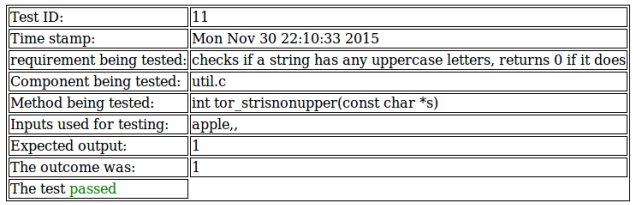 Test ID: 11
Time stamp: Mon Nov 30 22:10:33 2015
requirement being tested: checks if a string has any uppercase letters, returns 0 if it does
Component being tested: util.c
Method being tested: int tor_strisnonupper(const char *s)
Inputs used for testing: apple,,
Expected output: 1
The outcome was: 1
The test passed